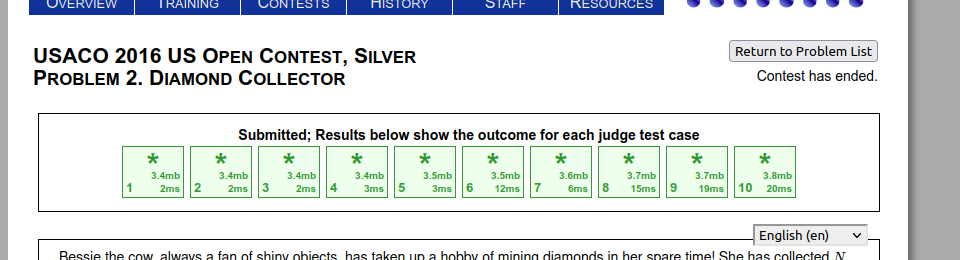 OVERVIEW TRAINING CONTESTS HISTORY STAFF RESOURCES
USACO 2016 US OPEN CONTEST, SILVER
PROBLEM 2. DIAMOND COLLECTOR
Return to Problem List
Contest has ended.
Submitted; Results below show the outcome for each judge test case
* * * * * * * * * *
3.4mb 3.4mb 3.4mb 3.4mb 3.5mb 3.5mb 3.6mb 3.7mb 3.7mb 3.8mb
1 2ms 2 2ms 3 2ms 4 3ms 5 3ms 6 12ms 7 6ms 8 15ms 9 19ms 10 20ms
English (en)
Bessie the cow, always a fan of shiny objects, has taken up a hobby of mining diamonds in her spare time! She has collected N